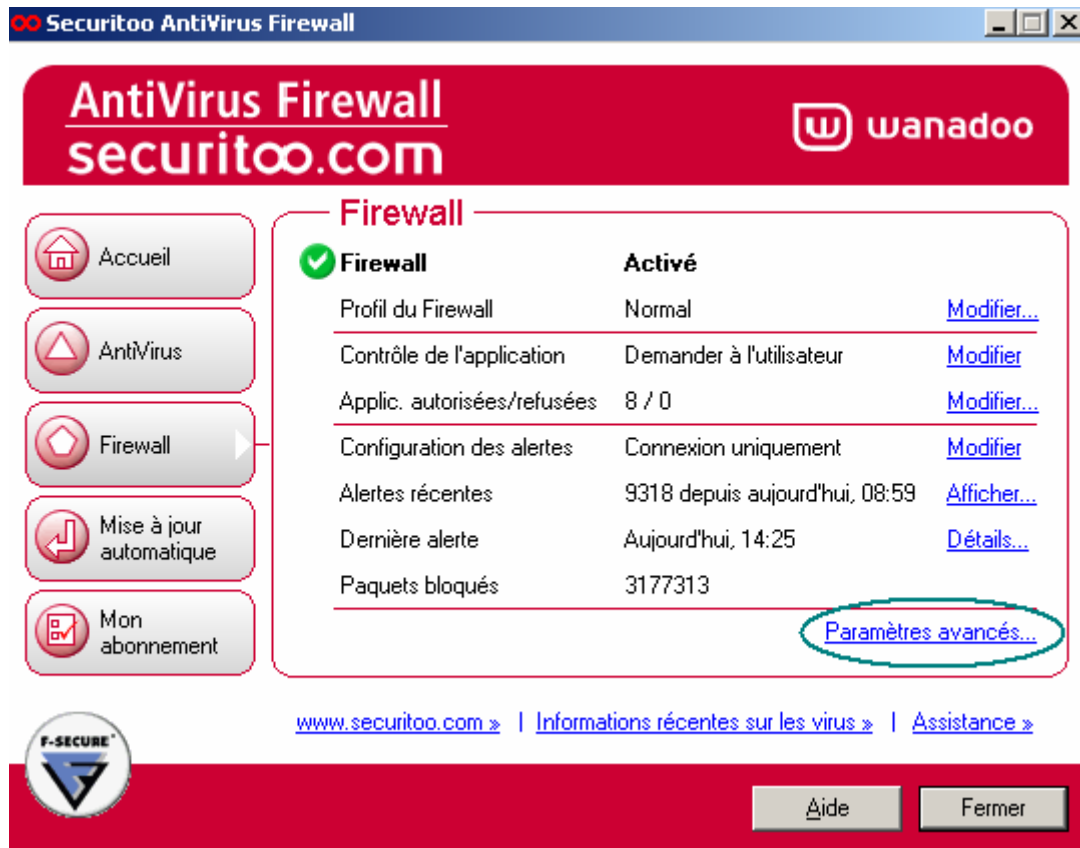 Securitoo AntiVirus Firewall
AntiVirus Firewall
securitoo.com
wanadoo
Accueil
AntiVirus
Firewall
Mise à jour
automatique
Mon
abonnement
Firewall
Firewall Activé
Profil du Firewall Normal Modifier...
Contrôle de l'application Demander à l'utilisateur Modifier
Applic. autorisées/refusées 8 / 0 Modifier...
Configuration des alertes Connexion uniquement Modifier
Alertes récentes 9318 depuis aujourd'hui, 08:59 Afficher...
Dernière alerte Aujourd'hui, 14:25 Détails...
Paquets bloqués 3177313
Paramètres avancés...
www.securitoo.com » | Informations récentes sur les virus » | Assistance »
F-SECURE
Aide Fermer